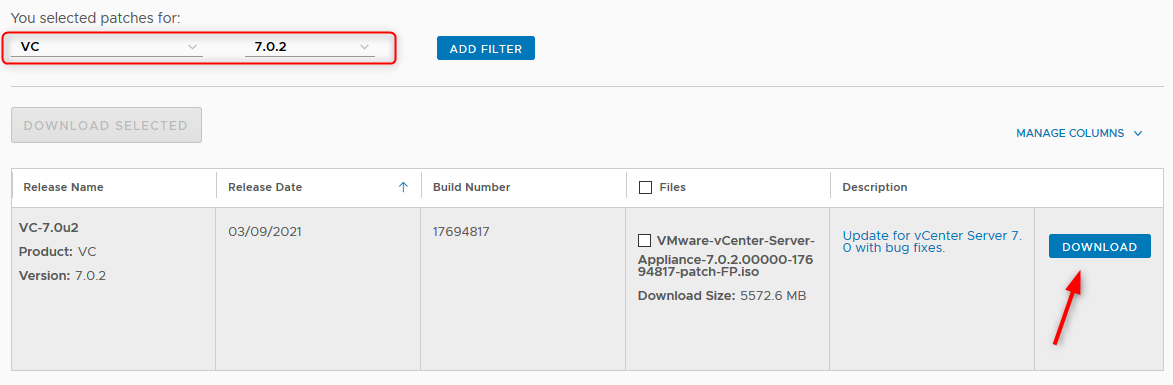 You selected patches for:
VC 7.0.2 ADD FILTER
DOWNLOAD SELECTED
MANAGE COLUMNS
Release Name Release Date Build Number Files Description
VC-7.0u2
Product: VC
Version: 7.0.2
03/09/2021
17694817
VMware-vCenter-Server-
Appliance-7.0.2.00000-176
94817-patch-FP.iso
Download Size: 5572.6 MB
Update for vCenter Server 7.
0 with bug fixes.
DOWNLOAD